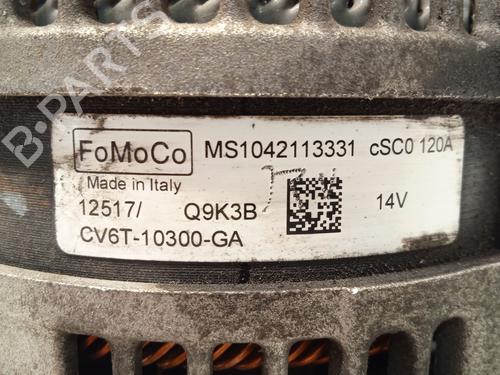 FoMoCo MS1042113331 cSC0 120A
Made in Italy
12517/ Q9K3B 14V
CV6T-10300-GA
B-PARTS